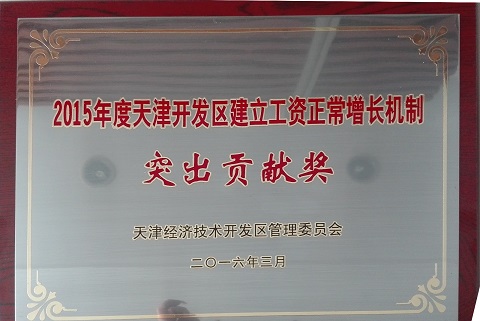 2015年度天津开发区建立工资正常增长机制
突出贡献奖
天津经济技术开发区管理委员会
二〇一六年三月